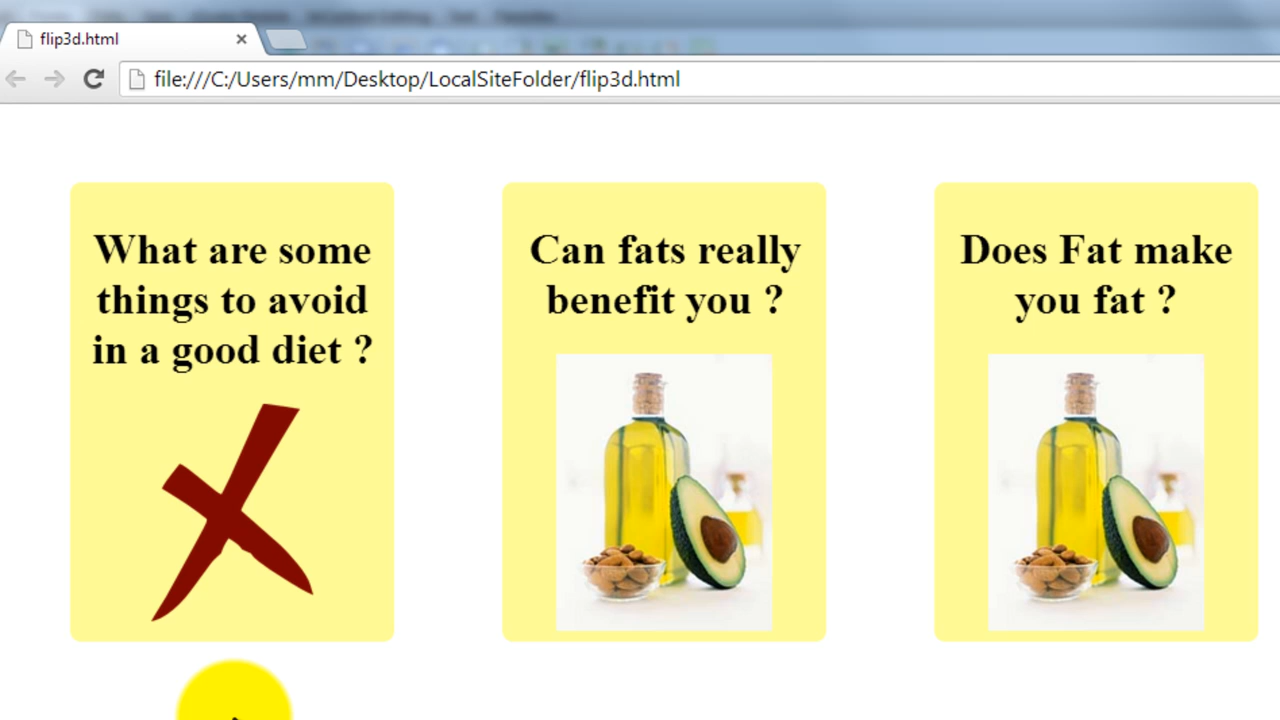 flip3d.html
file:///C:/Users/mm/Desktop/LocalSiteFolder/flip3d.html
What are some
things to avoid
in a good diet ?
Can fats really
benefit you ?
Does Fat make
you fat ?